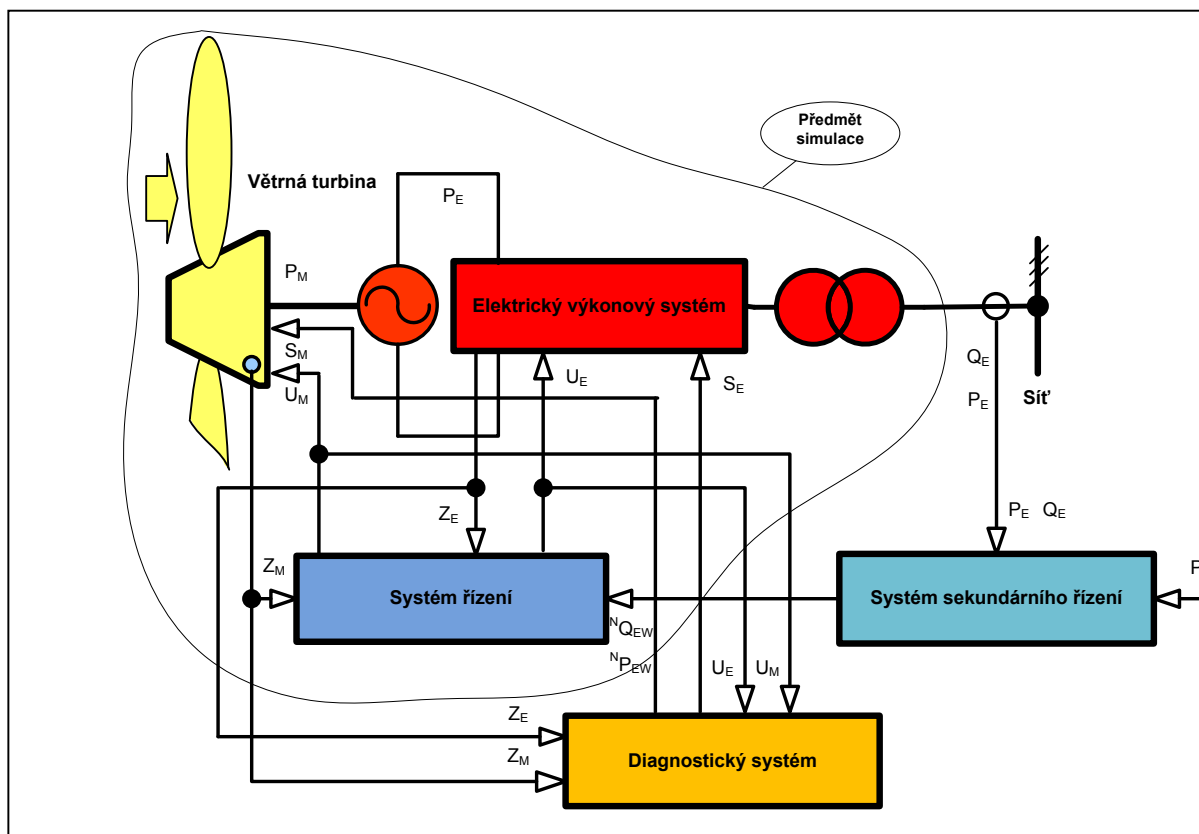 Předmět
simulace
Větrná turbina
P_E
P_M
Elektrický výkonový systém
S_M
U_M
U_E
S_E
Q_E
P_E
Síť
Z_E
P_E Q_E
Z_M
Systém řízení
Systém sekundárního řízení
P
^NQ_EW
^NP_EW
U_E U_M
Z_E
Z_M
Diagnostický systém